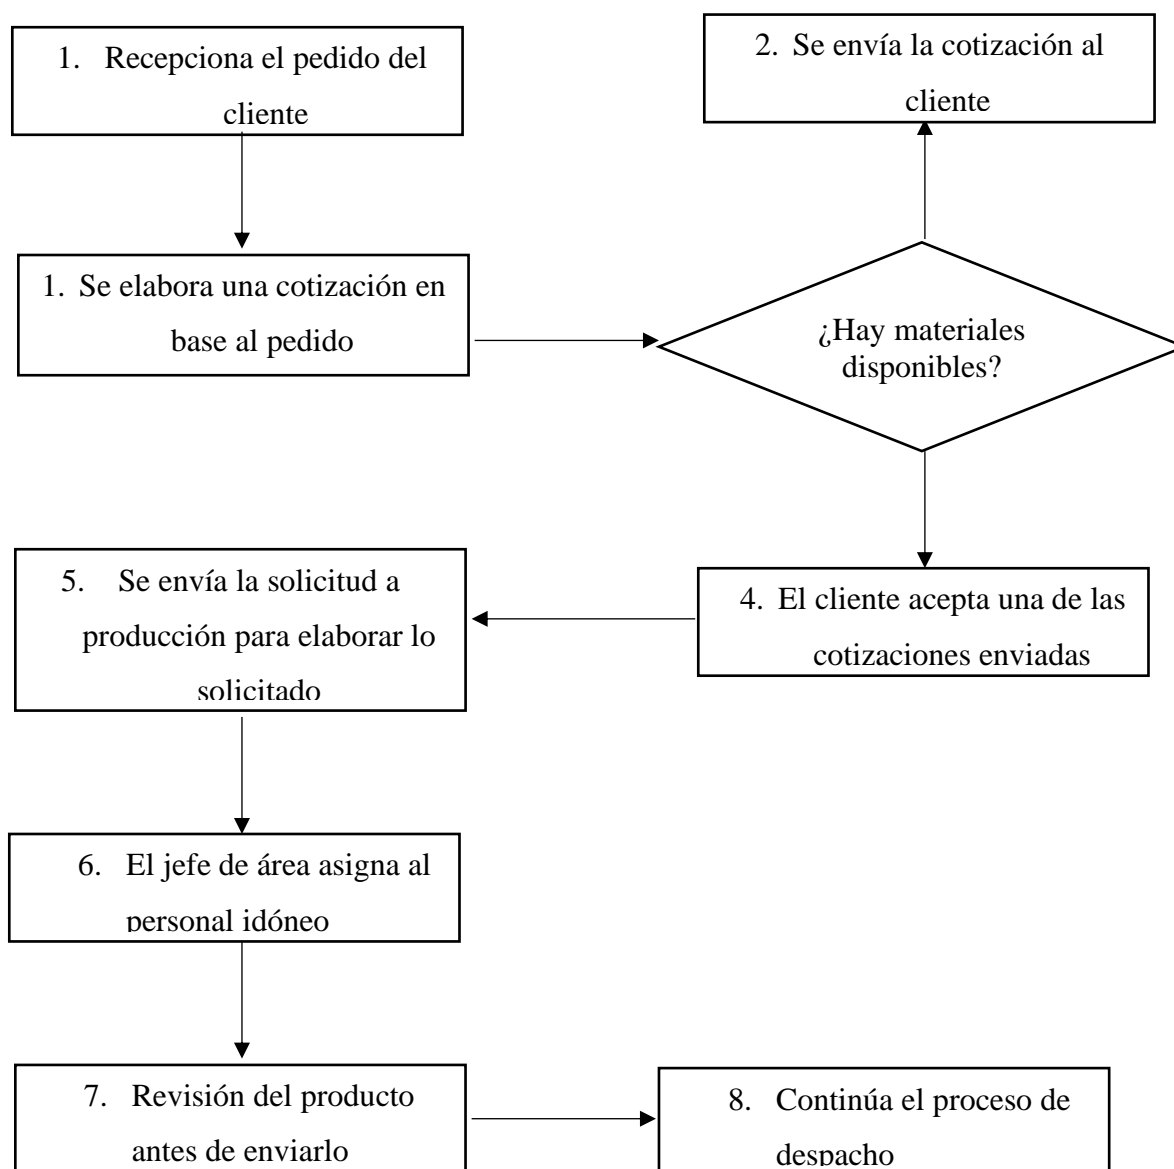 1. Recepciona el pedido del
cliente
2. Se envía la cotización al
cliente
1. Se elabora una cotización en
base al pedido
¿Hay materiales
disponibles?
5. Se envía la solicitud a
producción para elaborar lo
solicitado
4. El cliente acepta una de las
cotizaciones enviadas
6. El jefe de área asigna al
personal idóneo
7. Revisión del producto
antes de enviarlo
8. Continúa el proceso de
despacho